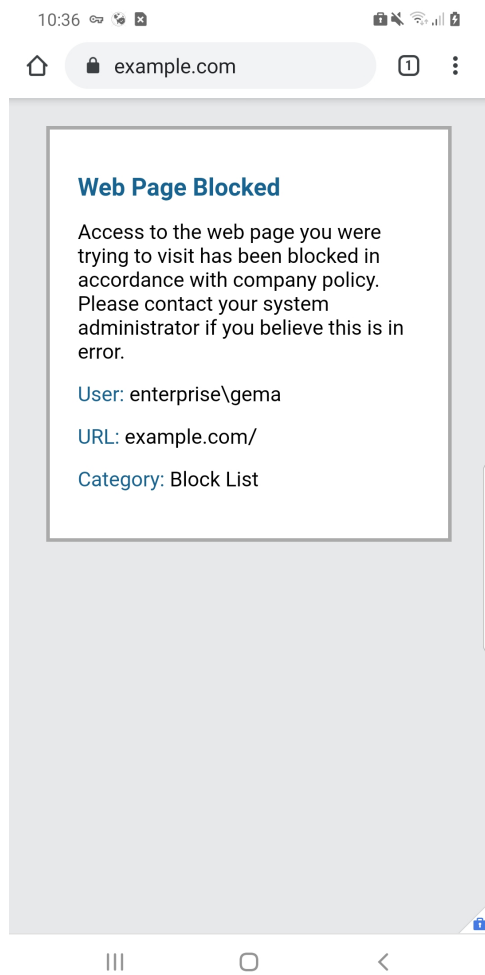 10:36
example.com
1
Web Page Blocked
Access to the web page you were
trying to visit has been blocked in
accordance with company policy.
Please contact your system
administrator if you believe this is in
error.
User: enterprise\gema
URL: example.com/
Category: Block List